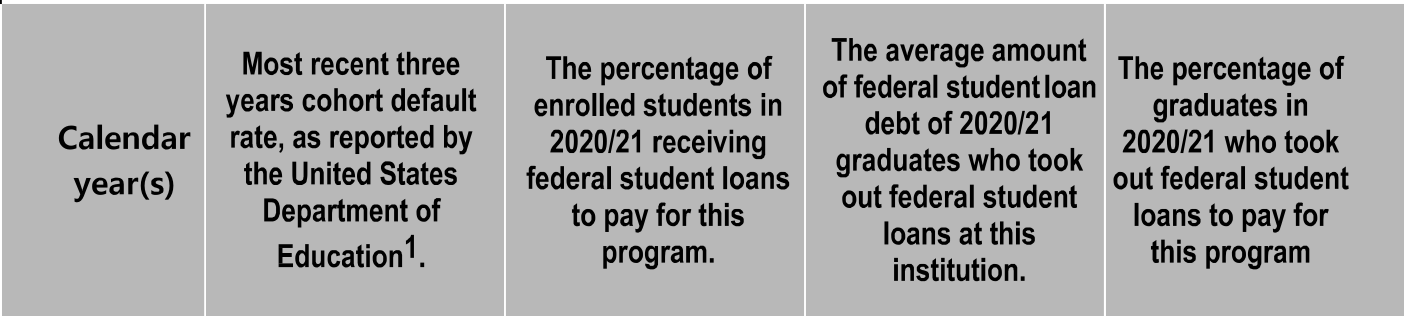 Calendar
year(s)
Most recent three
years cohort default
rate, as reported by
the United States
Department of
Education1.
The percentage of
enrolled students in
2020/21 receiving
federal student loans
to pay for this
program.
The average amount
of federal student loan
debt of 2020/21
graduates who took
out federal student
loans at this
institution.
The percentage of
graduates in
2020/21 who took
out federal student
loans to pay for
this program